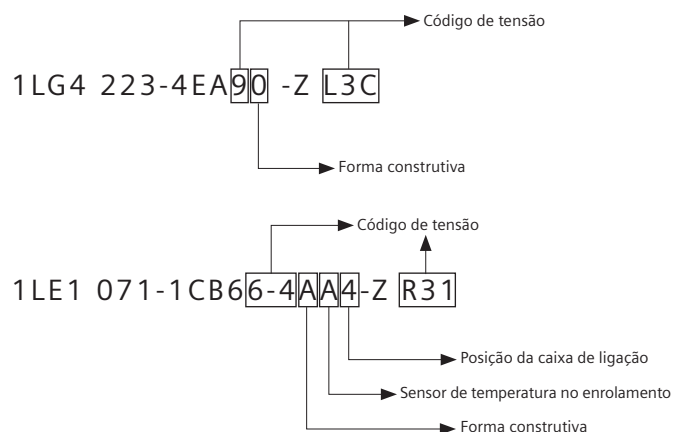 Código de tensão
1LG4 223-4EA90 -Z L3C
Forma construtiva
Código de tensão
1LE1 071-1CB66-4AA4-Z R31
Posição da caixa de ligação
Sensor de temperatura no enrolamento
Forma construtiva